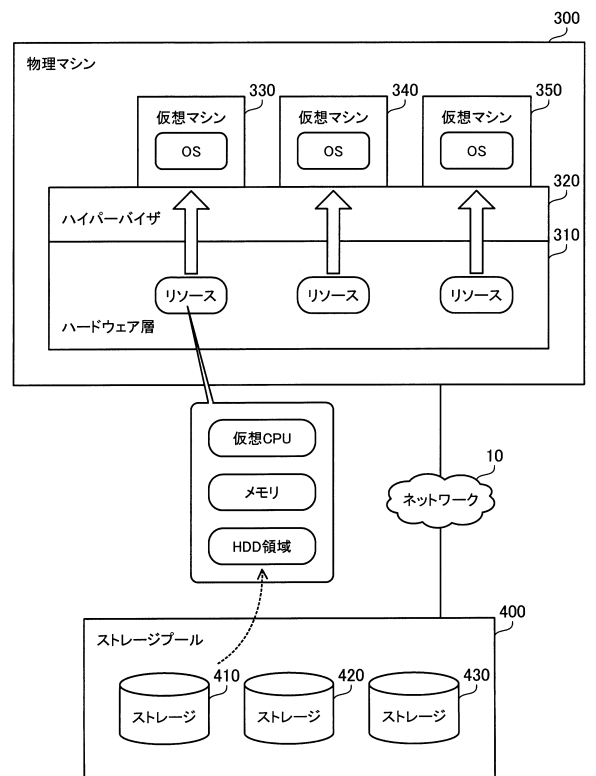 300
物理マシン
330
340
350
仮想マシン
仮想マシン
仮想マシン
OS
OS
OS
320
ハイパーバイザ
310
リソース
リソース
リソース
ハードウェア層
仮想CPU
メモリ
HDD領域
10
ネットワーク
400
ストレージプール
410
420
430
ストレージ
ストレージ
ストレージ